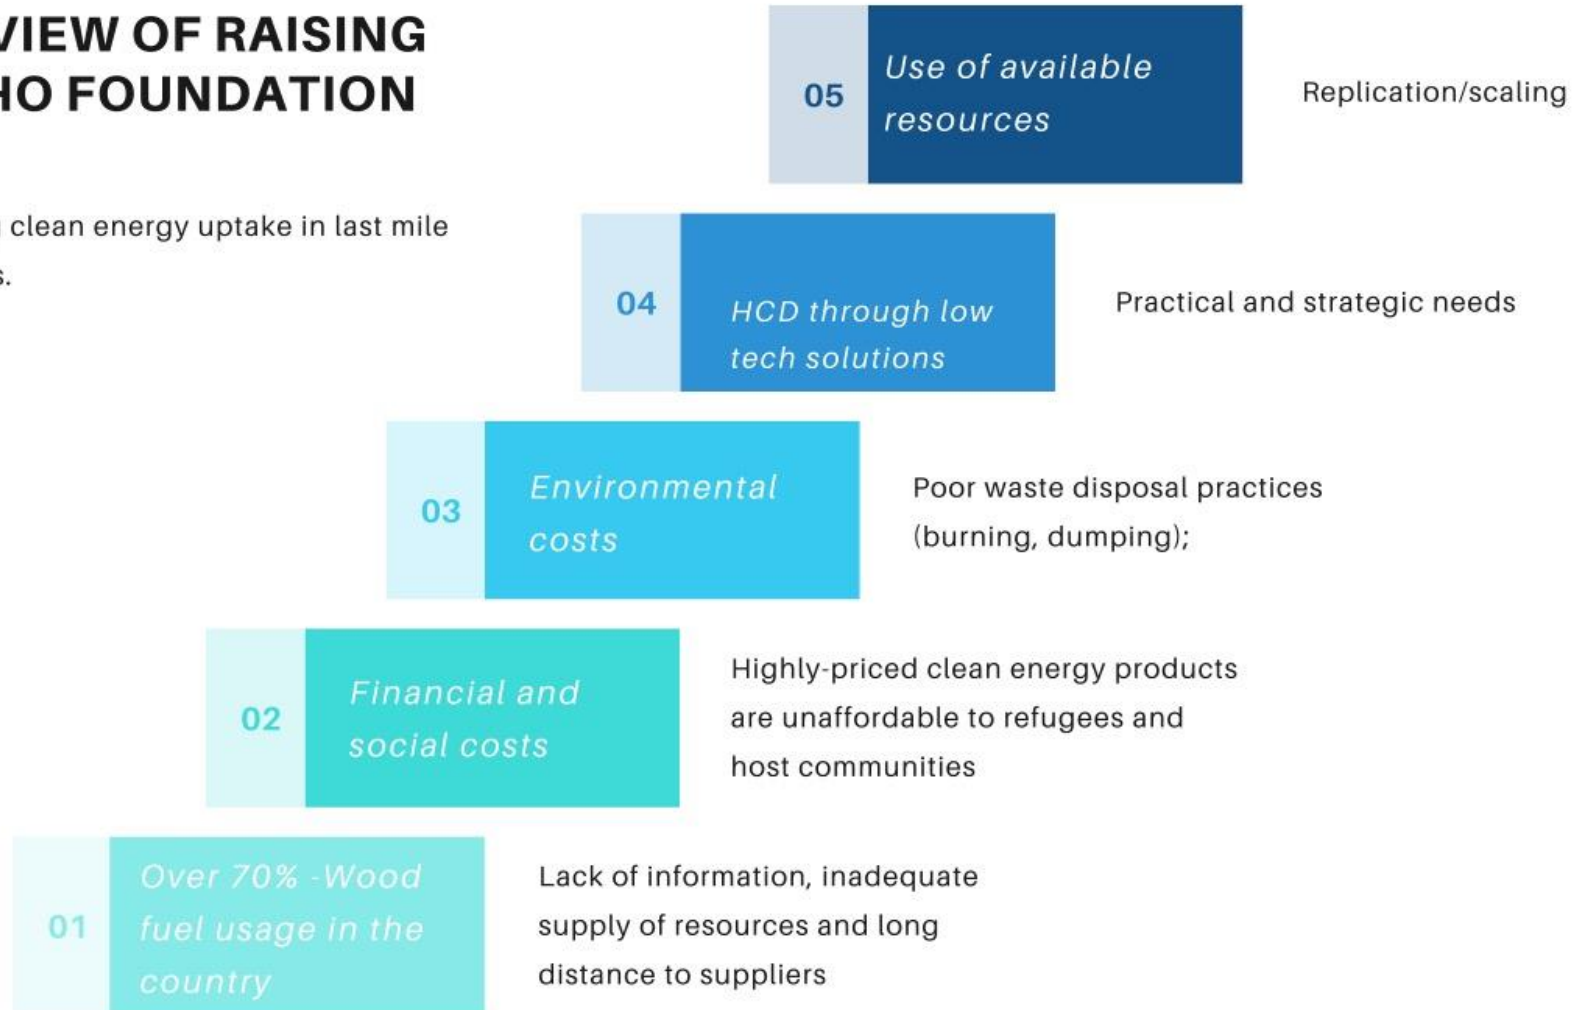 VIEW OF RAISING
HO FOUNDATION
clean energy uptake in last mile
s.
05
Use of available
resources
Replication/scaling
04
HCD through low
tech solutions
Practical and strategic needs
03
Environmental
costs
Poor waste disposal practices
(burning, dumping);
02
Financial and
social costs
Highly-priced clean energy products
are unaffordable to refugees and
host communities
01
Over 70% -Wood
fuel usage in the
country
Lack of information, inadequate
supply of resources and long
distance to suppliers